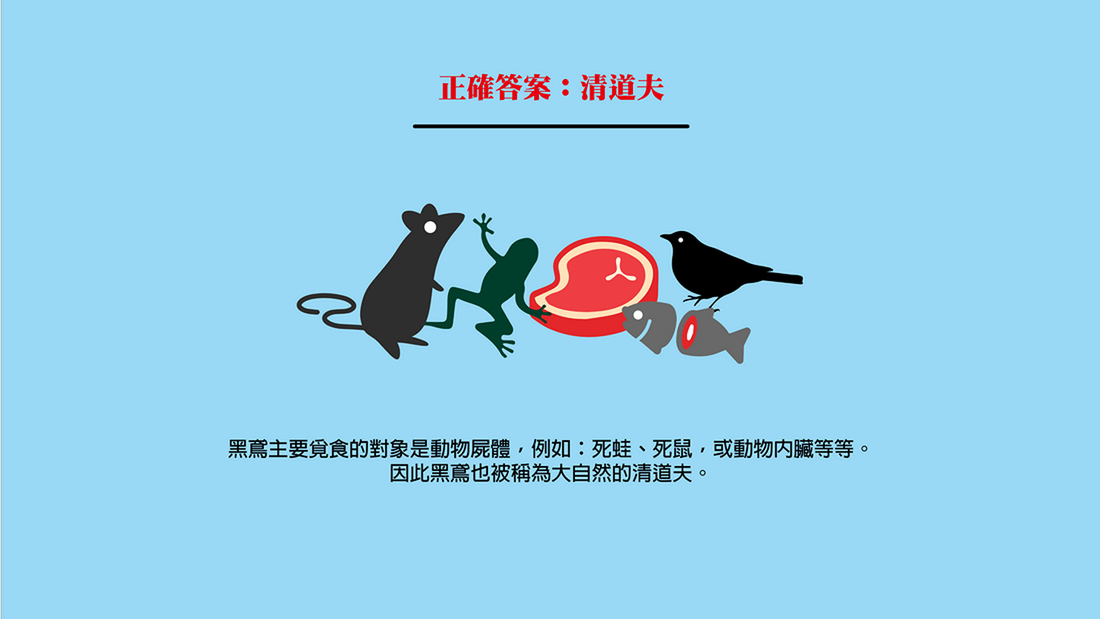 正確答案：清道夫
黑鳶主要覓食的對象是動物屍體，例如：死蛙、死鼠，或動物內臟等等。
因此黑鳶也被稱為大自然的清道夫。